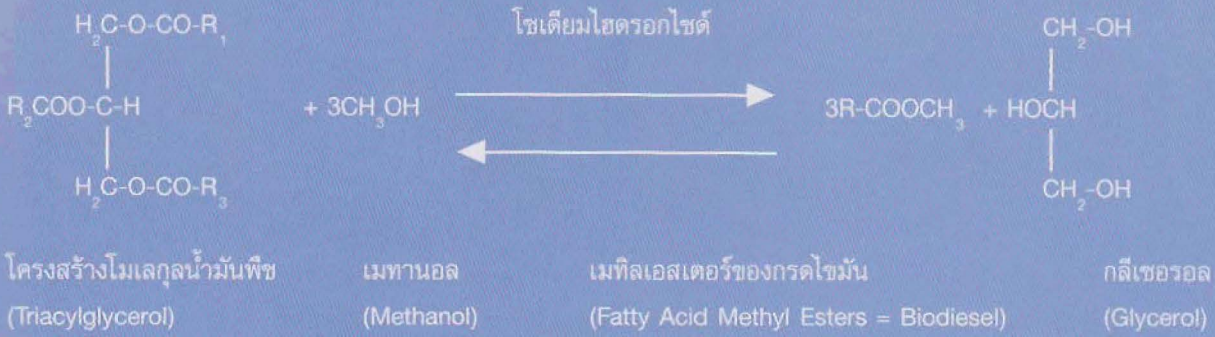 โซเดียมไฮดรอกไซด์
H₂C-O-CO-R₁
CH₂-OH
R₂COO-C-H + 3CH₃OH 3R-COOCH₃ + HOCH
H₂C-O-CO-R₃
CH₂-OH
โครงสร้างโมเลกุลน้ำมันพืช เมทานอล เมทิลเอสเตอร์ของกรดไขมัน กลีเซอรอล
(Triacylglycerol) (Methanol) (Fatty Acid Methyl Esters = Biodiesel) (Glycerol)